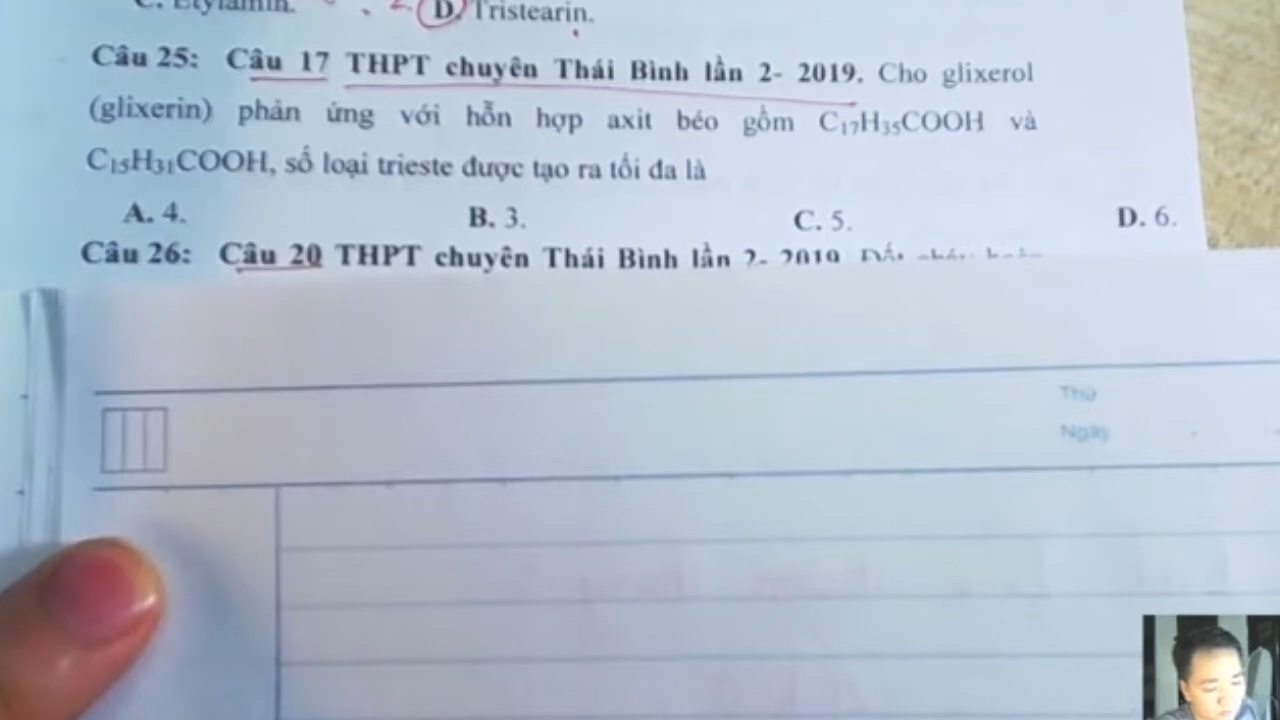 C. Etylamin. D. Tristearin.
Câu 25: Câu 17 THPT chuyên Thái Bình lần 2- 2019. Cho glixerol
(glixerin) phản ứng với hỗn hợp axit béo gồm C₁₇H₃₅COOH và
C₁₅H₃₁COOH, số loại trieste được tạo ra tối đa là
A. 4. B. 3. C. 5. D. 6.
Câu 26: Câu 20 THPT chuyên Thái Bình lần 2- 2019.
Thứ
Ngày